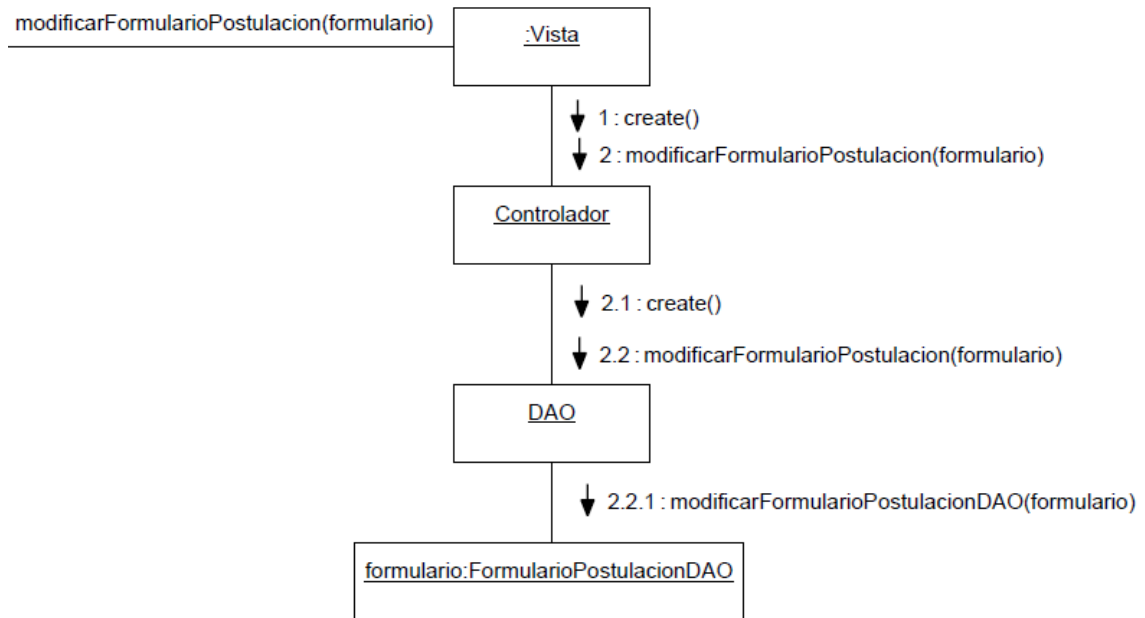 modificarFormularioPostulacion(formulario)
:Vista
1 : create()
2 : modificarFormularioPostulacion(formulario)
Controlador
2.1 : create()
2.2 : modificarFormularioPostulacion(formulario)
DAO
2.2.1 : modificarFormularioPostulacionDAO(formulario)
formulario:FormularioPostulacionDAO